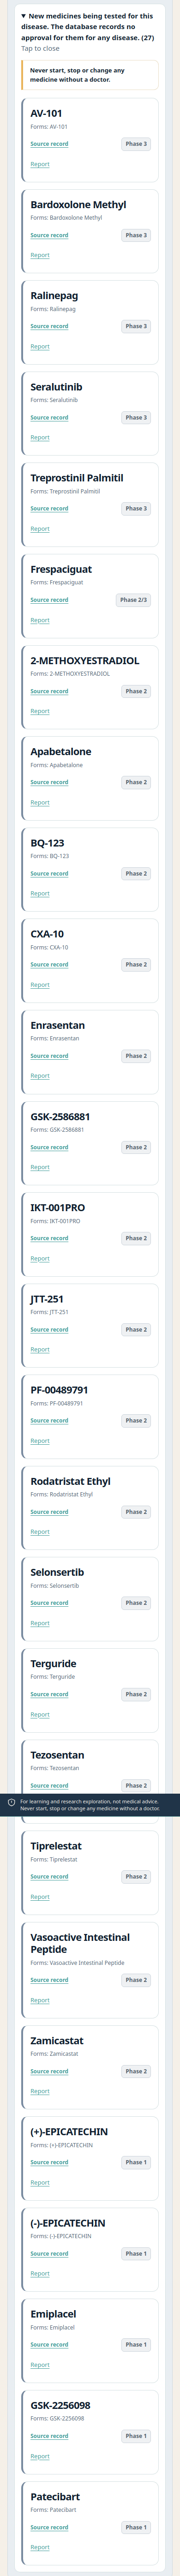 ▼ New medicines being tested for this
disease. The database records no
approval for them for any disease. (27)
Tap to close
Never start, stop or change any
medicine without a doctor.
AV-101
Forms: AV-101
Source record
Phase 3
Report
Bardoxolone Methyl
Forms: Bardoxolone Methyl
Source record
Phase 3
Report
Ralinepag
Forms: Ralinepag
Source record
Phase 3
Report
Seralutinib
Forms: Seralutinib
Source record
Phase 3
Report
Treprostinil Palmitil
Forms: Treprostinil Palmitil
Source record
Phase 3
Report
Frespaciguat
Forms: Frespaciguat
Source record
Phase 2/3
Report
2-METHOXYESTRADIOL
Forms: 2-METHOXYESTRADIOL
Source record
Phase 2
Report
Apabetalone
Forms: Apabetalone
Source record
Phase 2
Report
BQ-123
Forms: BQ-123
Source record
Phase 2
Report
CXA-10
Forms: CXA-10
Source record
Phase 2
Report
Enrasentan
Forms: Enrasentan
Source record
Phase 2
Report
GSK-2586881
Forms: GSK-2586881
Source record
Phase 2
Report
IKT-001PRO
Forms: IKT-001PRO
Source record
Phase 2
Report
JTT-251
Forms: JTT-251
Source record
Phase 2
Report
PF-00489791
Forms: PF-00489791
Source record
Phase 2
Report
Rodatristat Ethyl
Forms: Rodatristat Ethyl
Source record
Phase 2
Report
Selonsertib
Forms: Selonsertib
Source record
Phase 2
Report
Terguride
Forms: Terguride
Source record
Phase 2
Report
Tezosentan
Forms: Tezosentan
Source record
Phase 2
For learning and research exploration, not medical advice.
Never start, stop or change any medicine without a doctor.
Tiprelestat
Forms: Tiprelestat
Source record
Phase 2
Report
Vasoactive Intestinal
Peptide
Forms: Vasoactive Intestinal Peptide
Source record
Phase 2
Report
Zamicastat
Forms: Zamicastat
Source record
Phase 2
Report
(+)-EPICATECHIN
Forms: (+)-EPICATECHIN
Source record
Phase 1
Report
(-)-EPICATECHIN
Forms: (-)-EPICATECHIN
Source record
Phase 1
Report
Emiplacel
Forms: Emiplacel
Source record
Phase 1
Report
GSK-2256098
Forms: GSK-2256098
Source record
Phase 1
Report
Patecibart
Forms: Patecibart
Source record
Phase 1
Report